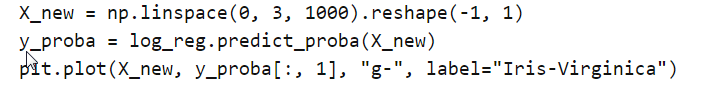 X_new = np.linspace(0, 3, 1000).reshape(-1, 1)
y_proba = log_reg.predict_proba(X_new)
plt.plot(X_new, y_proba[:, 1], "g-", label="Iris-Virginica")